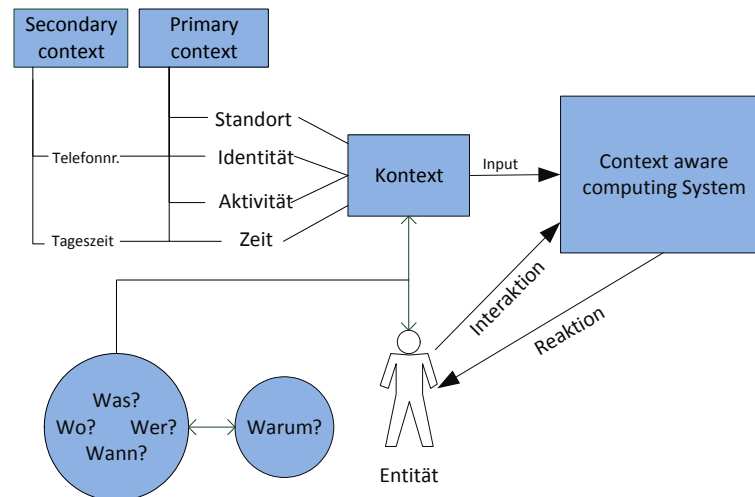 Secondary
context
Primary
context
Standort
Telefonnr.
Identität
Aktivität
Tageszeit
Zeit
Kontext
Input
Context aware
computing System
Interaktion
Reaktion
Was?
Wo? Wer?
Wann?
Warum?
Entität